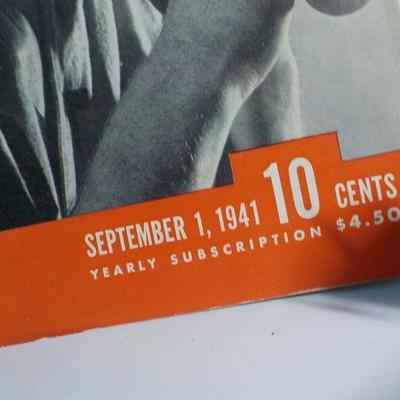 SEPTEMBER 1, 1941 10 CENTS
YEARLY SUBSCRIPTION $4.50